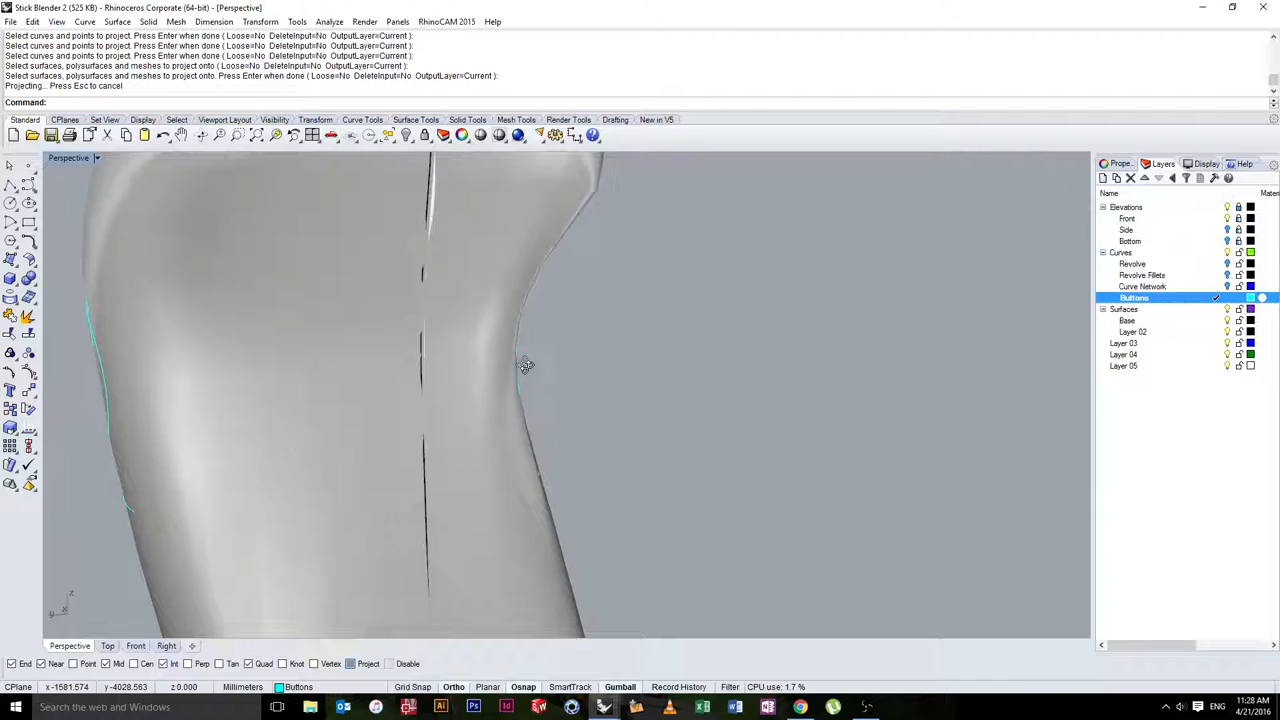 Stick Blender 2 (525 KB) - Rhinoceros Corporate (64-bit) - [Perspective]
File Edit View Curve Surface Solid Mesh Dimension Transform Tools Analyze Render Panels RhinoCAM 2015 Help
Select curves and points to project. Press Enter when done ( Loose=No DeleteInput=No OutputLayer=Current ):
Select curves and points to project. Press Enter when done ( Loose=No DeleteInput=No OutputLayer=Current ):
Select curves and points to project. Press Enter when done ( Loose=No DeleteInput=No OutputLayer=Current ):
Select surfaces, polysurfaces and meshes to project onto ( Loose=No DeleteInput=No OutputLayer=Current ):
Select surfaces, polysurfaces and meshes to project onto. Press Enter when done ( Loose=No DeleteInput=No OutputLayer=Current ):
Projecting... Press Esc to cancel
Command:
Standard CPlanes Set View Display Select Viewport Layout Visibility Transform Curve Tools Surface Tools Solid Tools Mesh Tools Render Tools Drafting New in V5
Perspective
Prope... Layers Display Help
Name Mater
Elevations
Front
Side
Bottom
Curves
Revolve
Revolve Fillets
Curve Network
Buttons
Surfaces
Base
Layer 02
Layer 03
Layer 04
Layer 05
z
y x
Perspective Top Front Right
End Near Point Mid Cen Int Perp Tan Quad Knot Vertex Project Disable
CPlane x -1581.574 y -4028.563 z 0.000 Millimeters Buttons Grid Snap Ortho Planar Osnap SmartTrack Gumball Record History Filter CPU use: 1.7 %
Search the web and Windows
ENG
11:28 AM
4/21/2016